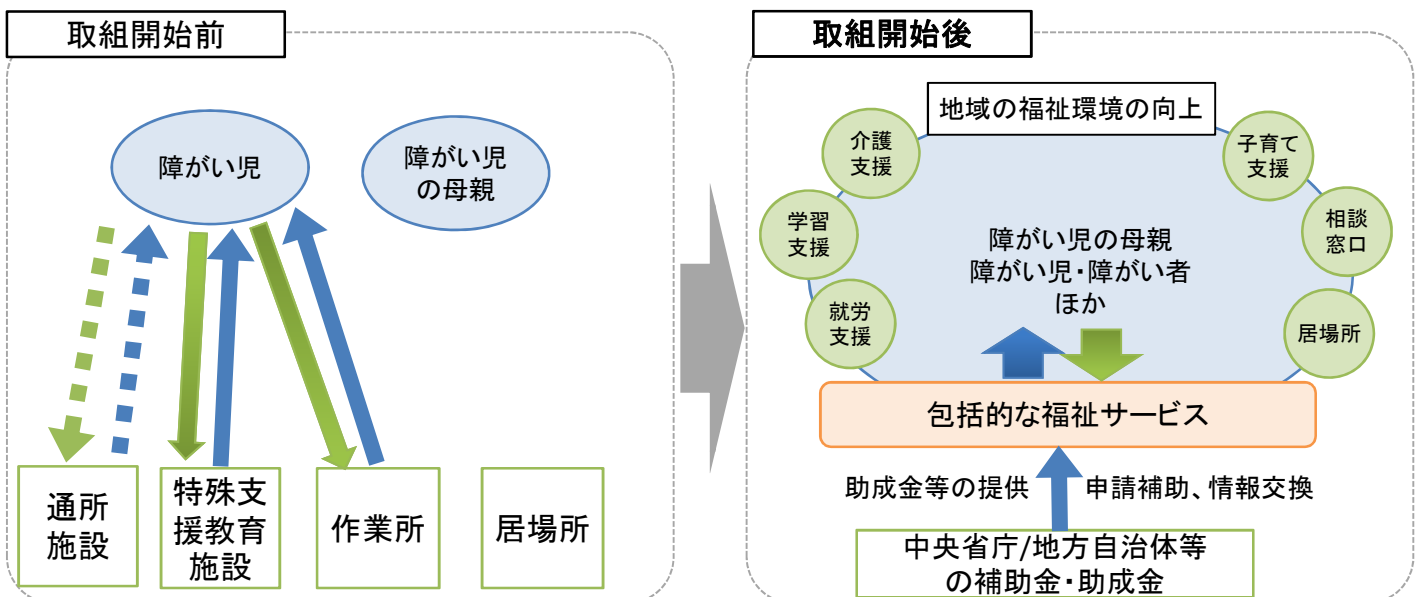 取組開始前
障がい児
障がい児
の母親
通所
施設
特殊支
援教育
施設
作業所
居場所
取組開始後
地域の福祉環境の向上
介護
支援
学習
支援
就労
支援
子育て
支援
相談
窓口
居場所
障がい児の母親
障がい児・障がい者
ほか
包括的な福祉サービス
助成金等の提供
申請補助、情報交換
中央省庁/地方自治体等
の補助金・助成金